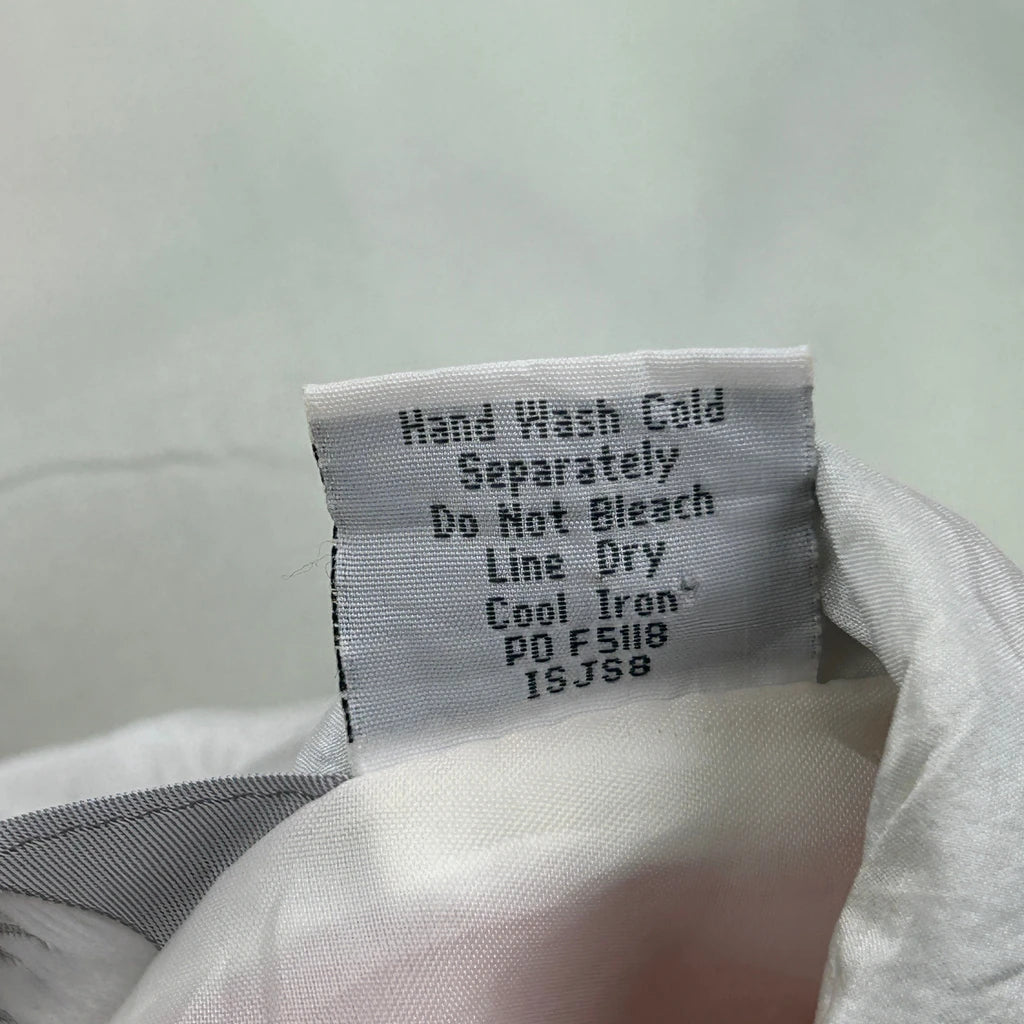 Hand Wash Cold
Separately
Do Not Bleach
Line Dry
Cool Iron
PO F5118
ISJS8